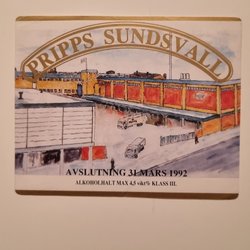 PRIPPS SUNDSVALL
AVSLUTNING 31 MARS 1992
ALKOHOLHALT MAX 4,5 vikt% KLASS III.